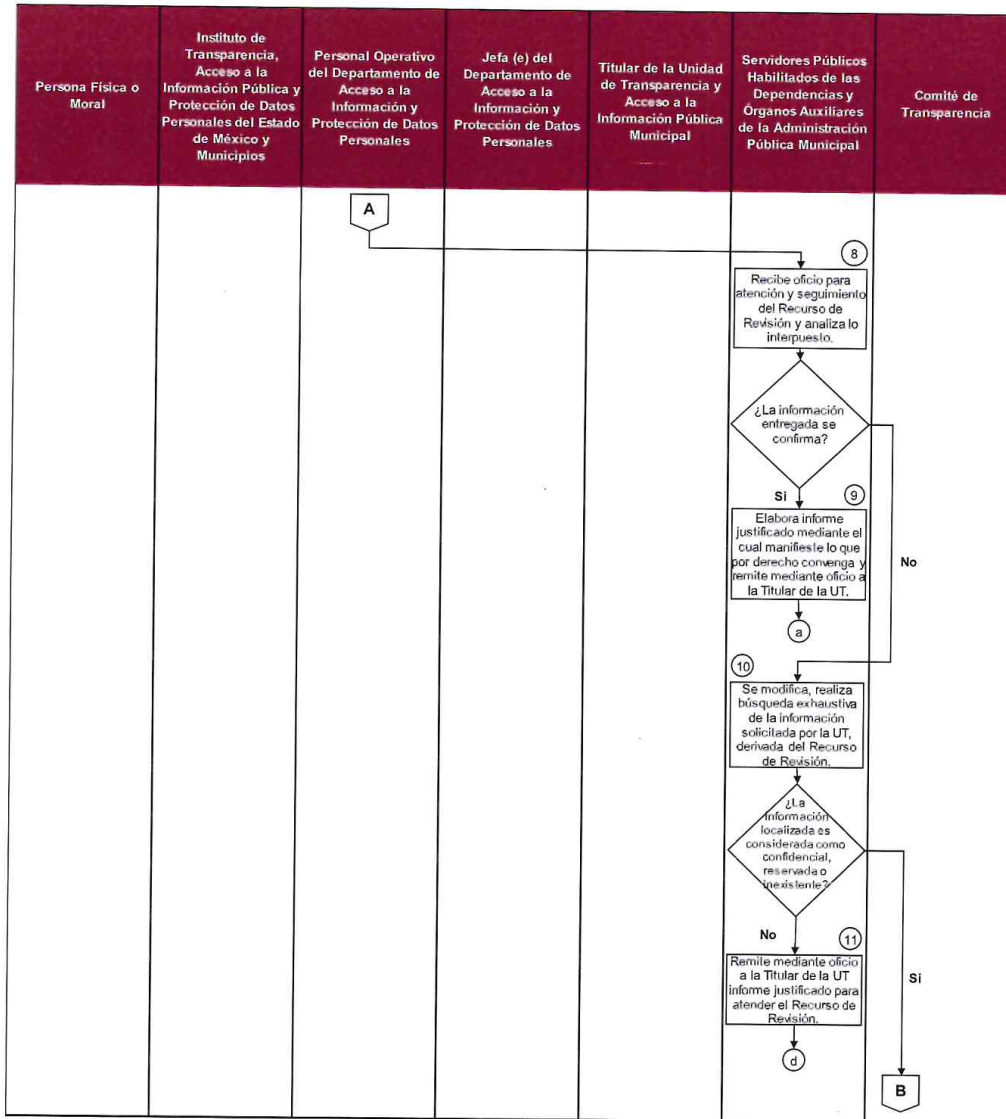 Persona Física o
Moral
Instituto de
Transparencia,
Acceso a la
Información Pública y
Protección de Datos
Personales del Estado
de México y
Municipios
Personal Operativo
del Departamento de
Acceso a la
Información y
Protección de Datos
Personales
Jefa (e) del
Departamento de
Acceso a la
Información y
Protección de Datos
Personales
Titular de la Unidad
de Transparencia y
Acceso a la
Información Pública
Municipal
Servidores Públicos
Habilitados de las
Dependencias y
Órganos Auxiliares
de la Administración
Pública Municipal
Comité de
Transparencia
A
8
Recibe oficio para
atención y seguimiento
del Recurso de
Revisión y analiza lo
interpuesto.
¿La información
entregada se
confirma?
Si
9
Elabora informe
justificado mediante el
cual manifieste lo que
por derecho convenga y
remite mediante oficio a
la Titular de la UT.
No
a
10
Se modifica, realiza
búsqueda exhaustiva
de la información
solicitada por la UT,
derivada del Recurso
de Revisión.
¿La
información
localizada es
considerada como
confidencial,
reservada o
inexistente?
No
11
Remite mediante oficio
a la Titular de la UT
informe justificado para
atender el Recurso de
Revisión.
Si
d
B